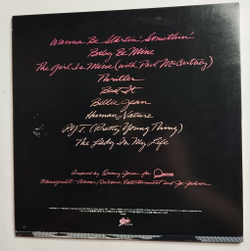 Wanna Be Startin' Somethin'
Baby Be Mine
The Girl Is Mine (with Paul McCartney)
Thriller
Beat It
Billie Jean
Human Nature
P.Y.T. (Pretty Young Thing)
The Lady In My Life
Produced by Quincy Jones for
Management: Weisner/DeMann Entertainment and Joe Jackson
Epic